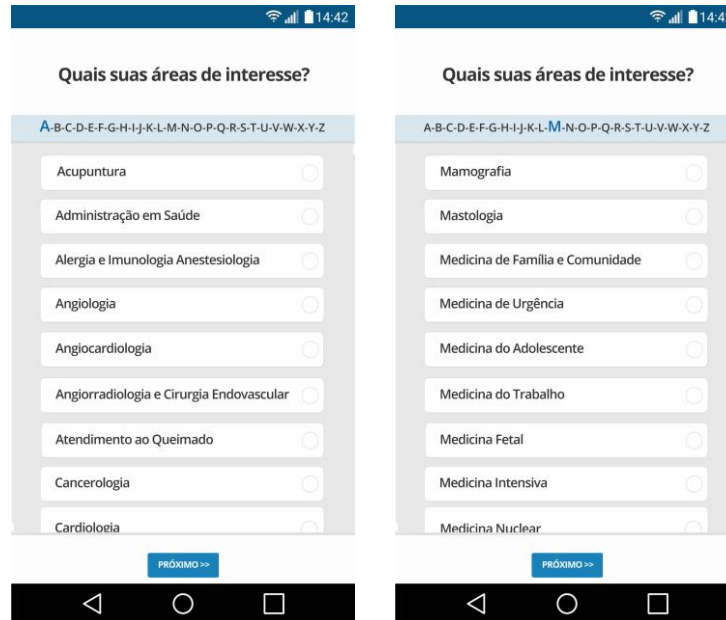 14:42
Quais suas áreas de interesse?
A-B-C-D-E-F-G-H-I-J-K-L-M-N-O-P-Q-R-S-T-U-V-W-X-Y-Z
Acupuntura
Administração em Saúde
Alergia e Imunologia Anestesiologia
Angiologia
Angiocardiologia
Angiorradiologia e Cirurgia Endovascular
Atendimento ao Queimado
Cancerologia
Cardiologia
PRÓXIMO >>
14:4
Quais suas áreas de interesse?
A-B-C-D-E-F-G-H-I-J-K-L-M-N-O-P-Q-R-S-T-U-V-W-X-Y-Z
Mamografia
Mastologia
Medicina de Família e Comunidade
Medicina de Urgência
Medicina do Adolescente
Medicina do Trabalho
Medicina Fetal
Medicina Intensiva
Medicina Nuclear
PRÓXIMO >>